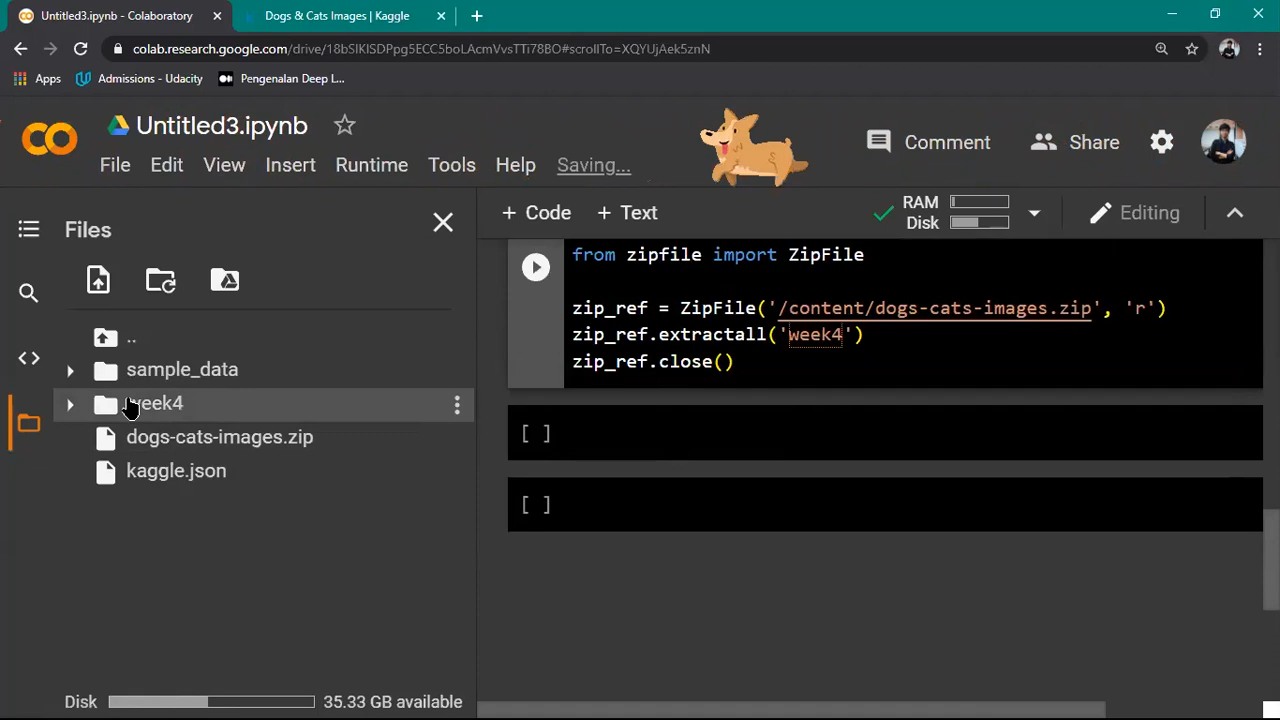 Untitled3.ipynb - Colaboratory
Dogs & Cats Images | Kaggle
colab.research.google.com/drive/18bSIKISDPpg5ECC5boLAcmVvsTTi78BO#scrollTo=XQYUjAek5znN
Apps
Admissions - Udacity
Pengenalan Deep L...
Untitled3.ipynb
Comment
Share
File
Edit
View
Insert
Runtime
Tools
Help
Saving...
Files
+ Code
+ Text
RAM
Disk
Editing
..
sample_data
week4
dogs-cats-images.zip
kaggle.json
from zipfile import ZipFile
zip_ref = ZipFile('/content/dogs-cats-images.zip', 'r')
zip_ref.extractall('week4')
zip_ref.close()
[ ]
[ ]
Disk
35.33 GB available